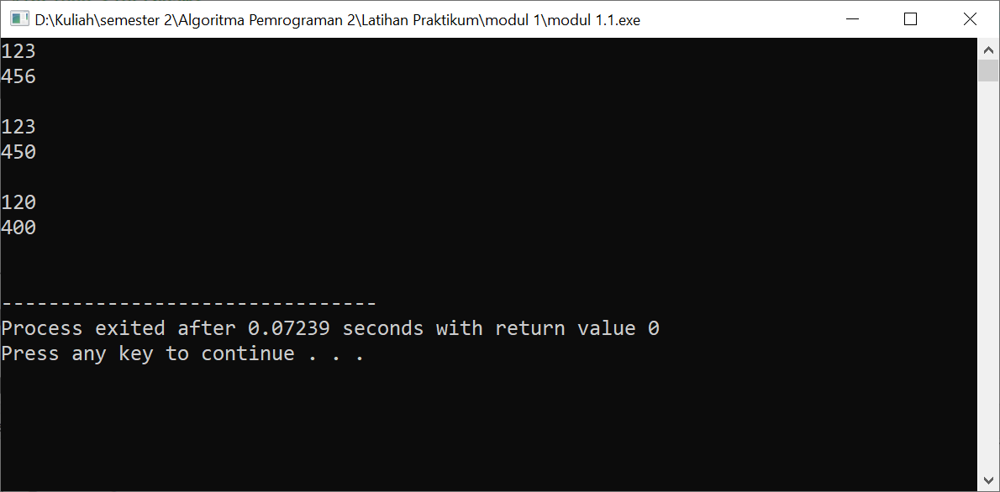 D:\Kuliah\semester 2\Algoritma Pemrograman 2\Latihan Praktikum\modul 1\modul 1.1.exe
123
456
123
450
120
400
--------------------------------
Process exited after 0.07239 seconds with return value 0
Press any key to continue . . .